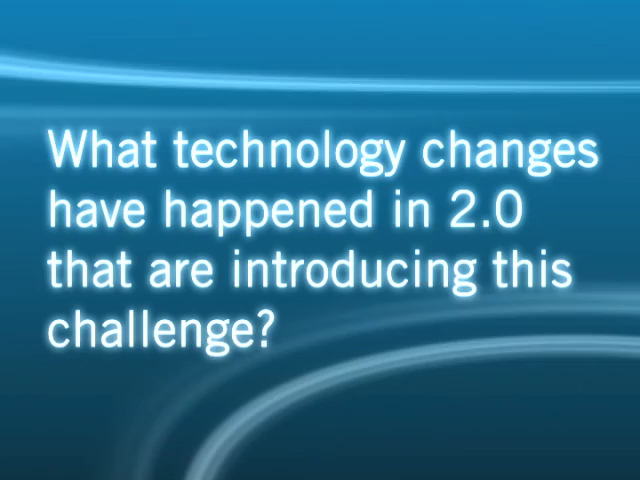 What technology changes
have happened in 2.0
that are introducing this
challenge?